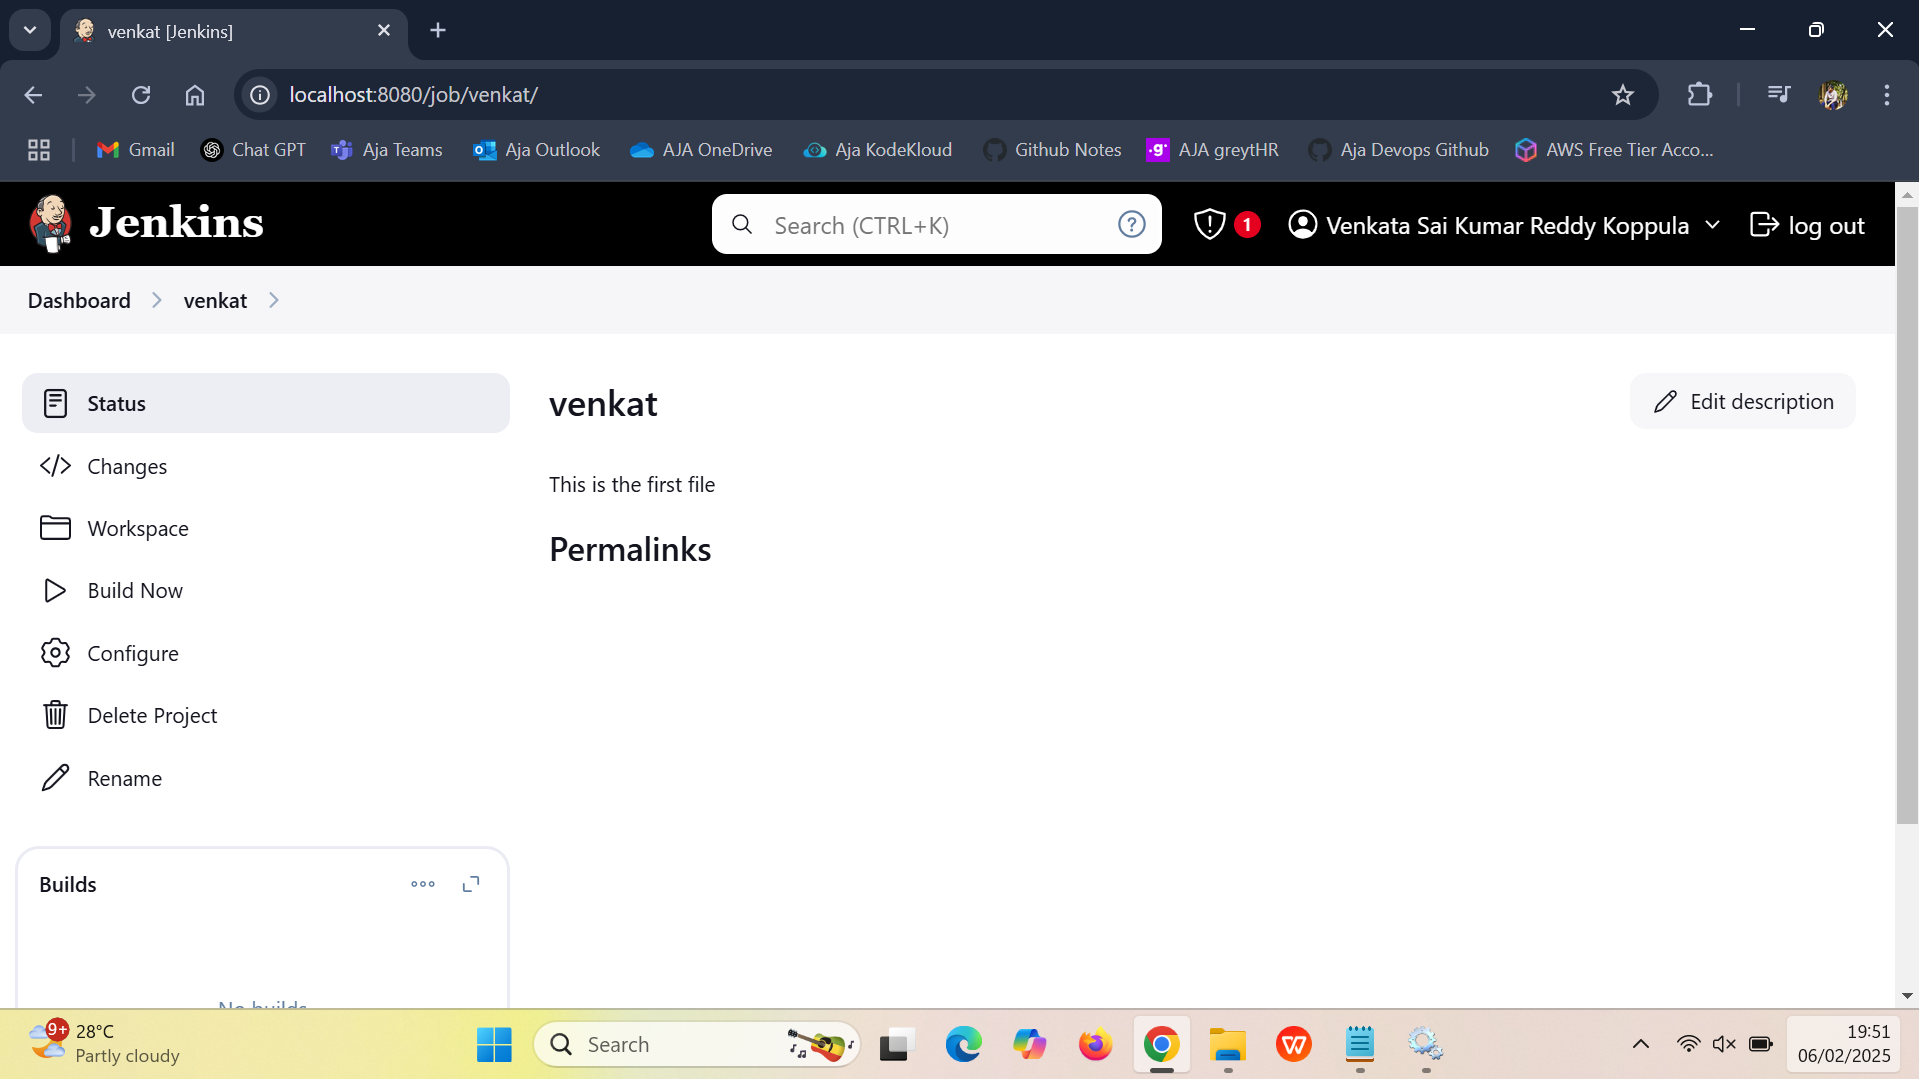 venkat [Jenkins]
localhost:8080/job/venkat/
Gmail Chat GPT Aja Teams Aja Outlook AJA OneDrive Aja KodeKloud Github Notes .g* AJA greytHR Aja Devops Github AWS Free Tier Acco...
Jenkins Search (CTRL+K) ? 1 Venkata Sai Kumar Reddy Koppula log out
Dashboard venkat
Status
Changes
Workspace
Build Now
Configure
Delete Project
Rename
Builds
No builds
venkat
Edit description
This is the first file
Permalinks
9+ 28°C
Partly cloudy
Search
19:51
06/02/2025